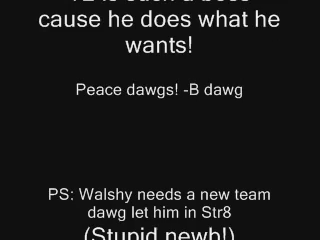 cause he does what he
wants!
Peace dawgs! -B dawg
PS: Walshy needs a new team
dawg let him in Str8
(Stupid newb!)